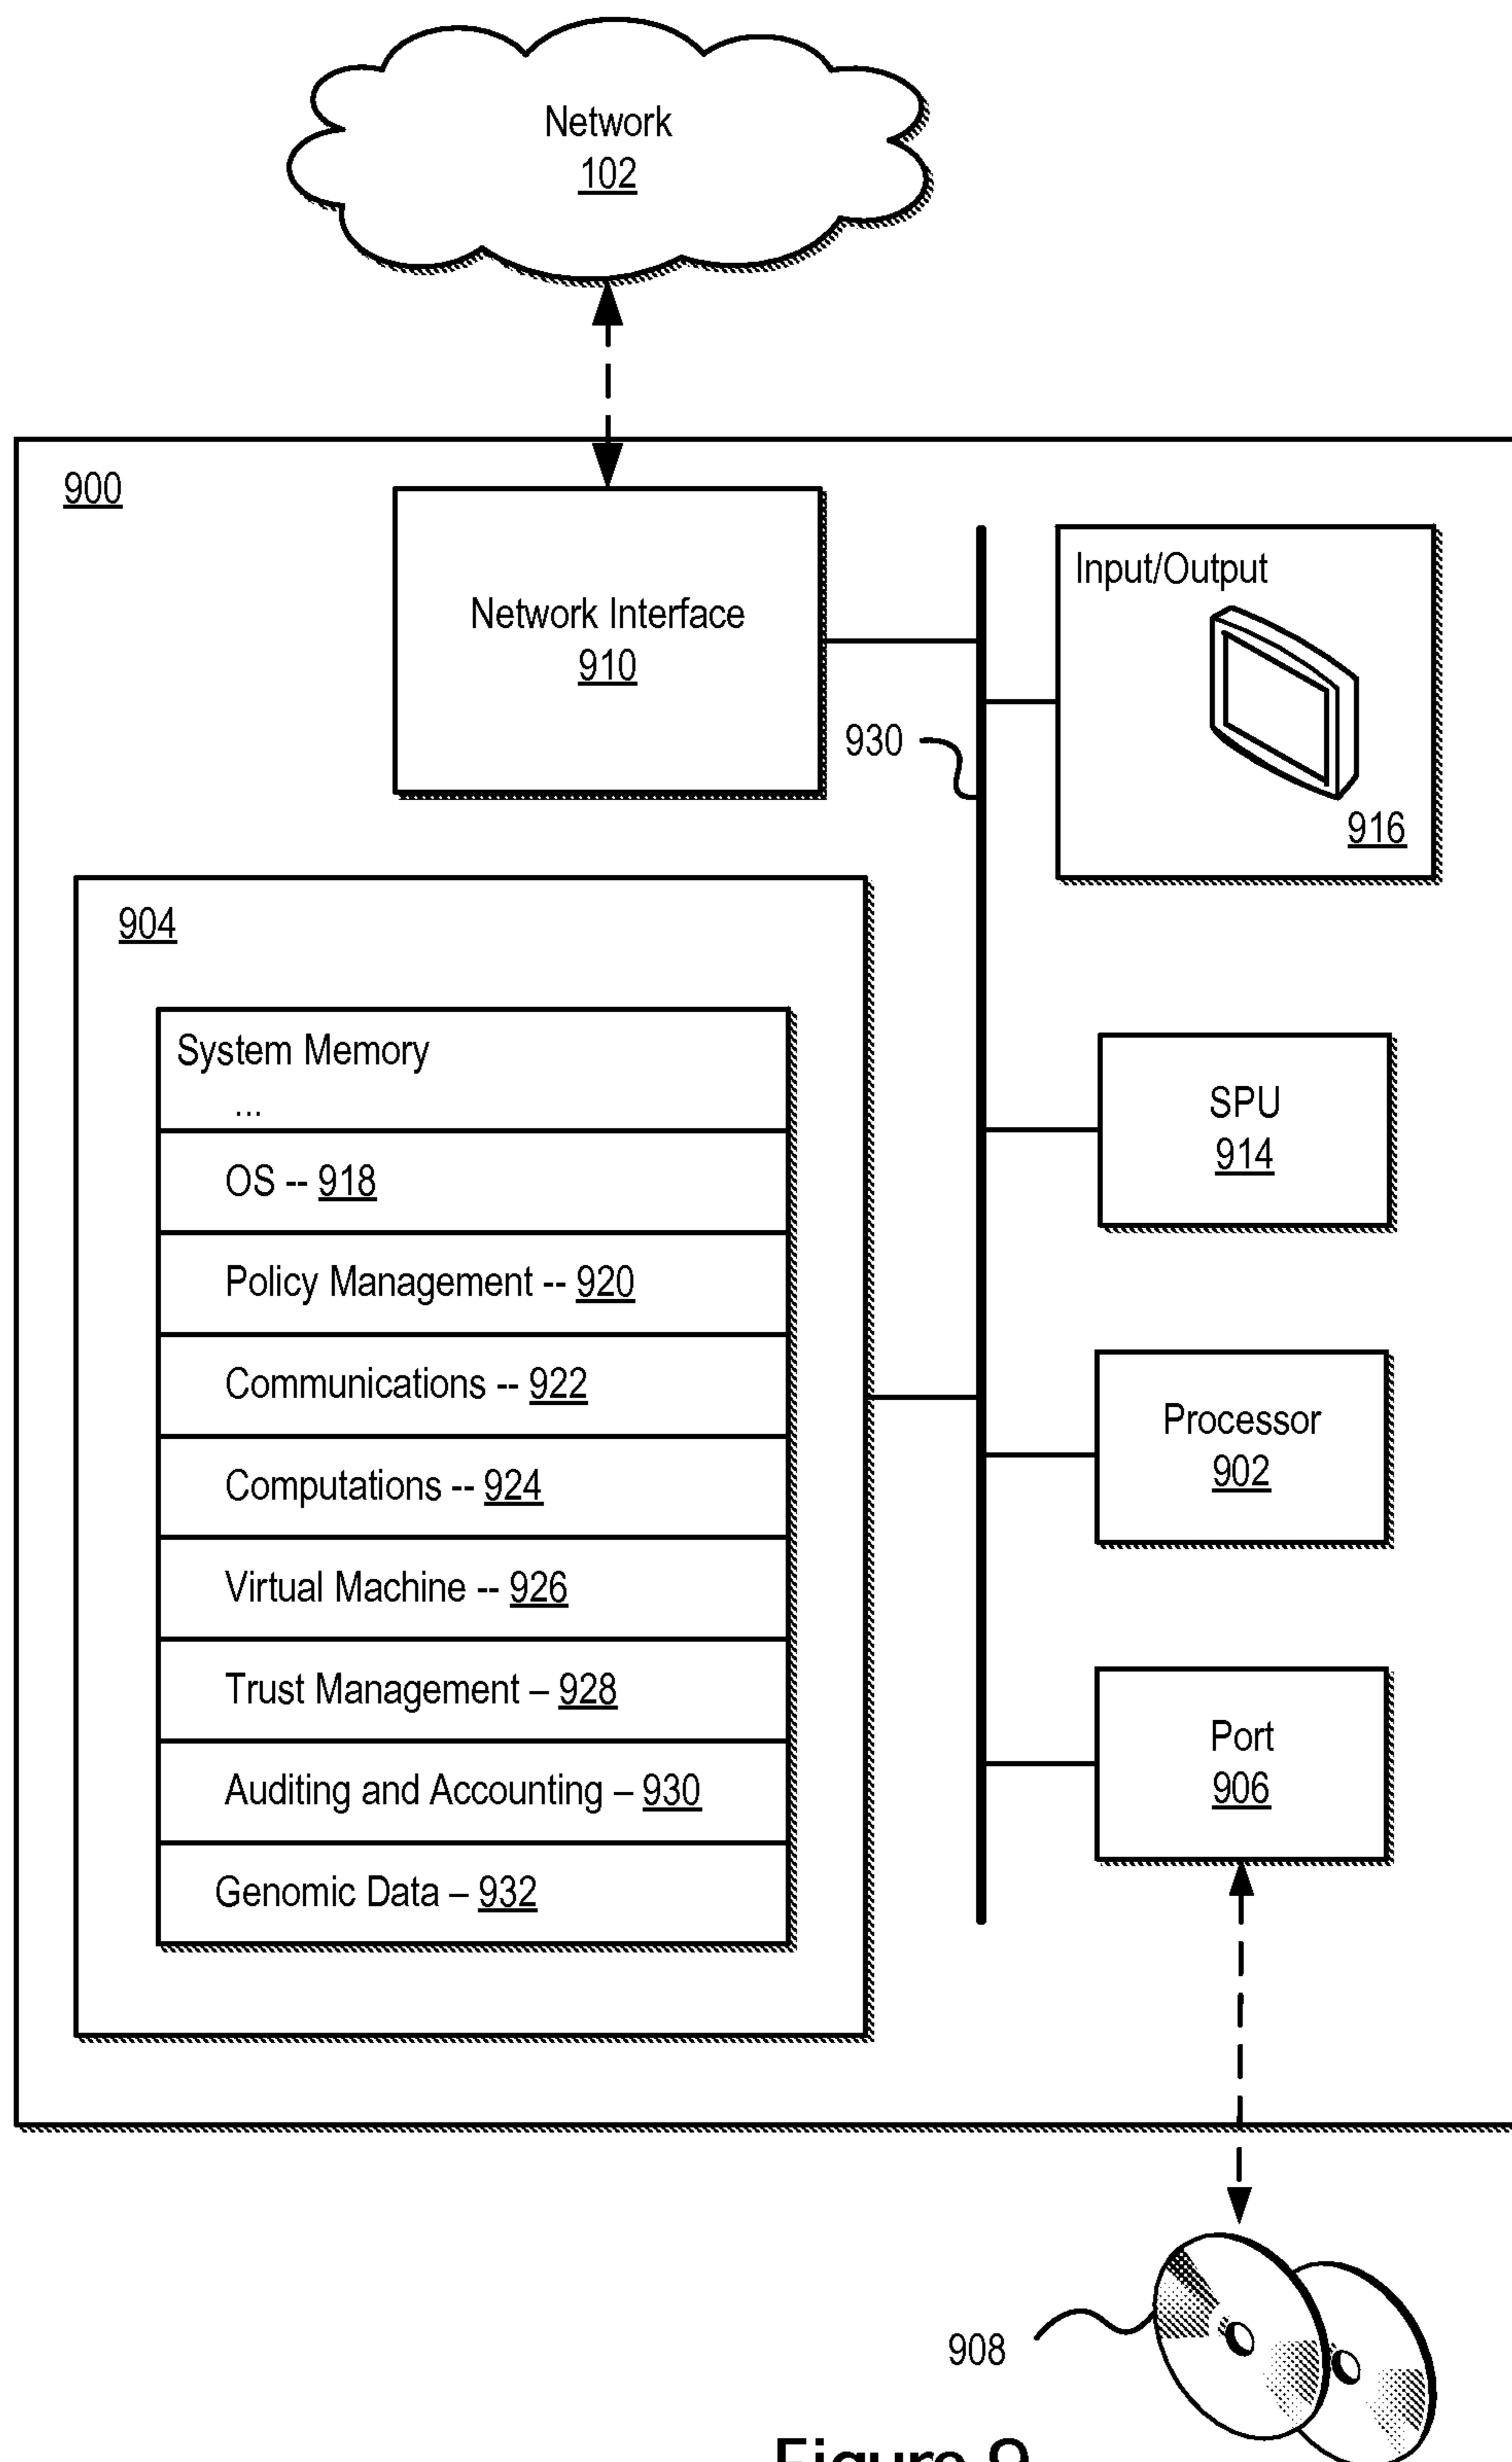 Network
102
900
Network Interface
910
Input/Output
930
916
904
System Memory
...
OS -- 918
Policy Management -- 920
Communications -- 922
Computations -- 924
Virtual Machine -- 926
Trust Management – 928
Auditing and Accounting – 930
Genomic Data – 932
SPU
914
Processor
902
Port
906
908
Figure 9